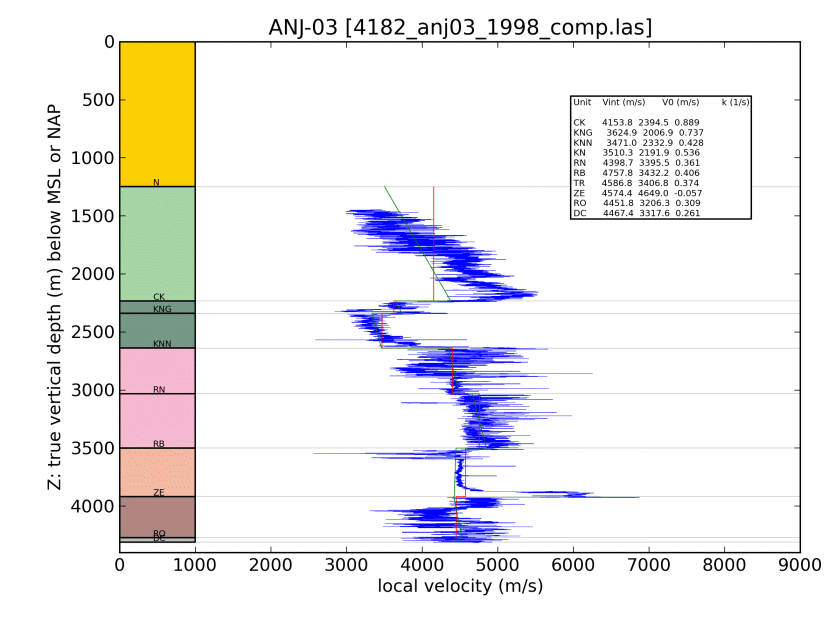 ANJ-03 [4182_anj03_1998_comp.las]
0
500
1000
1500
2000
2500
3000
3500
4000
Z: true vertical depth (m) below MSL or NAP
N
CK
KNG
KNN
RN
RB
ZE
RO
DC
Unit Vint (m/s) V0 (m/s) k (1/s)
CK 4153.8 2394.5 0.889
KNG 3624.9 2006.9 0.737
KNN 3471.0 2332.9 0.428
KN 3510.3 2191.9 0.536
RN 4398.7 3395.5 0.361
RB 4757.8 3432.2 0.406
TR 4586.8 3406.8 0.374
ZE 4574.4 4649.0 -0.057
RO 4451.8 3206.3 0.309
DC 4467.4 3317.6 0.261
0 1000 2000 3000 4000 5000 6000 7000 8000 9000
local velocity (m/s)